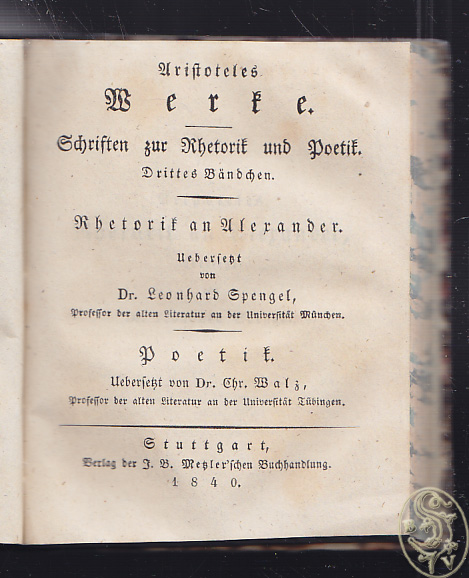 Aristoteles
Werke.
Schriften zur Rhetorik und Poetik.
Drittes Bändchen.
Rhetorik an Alexander.
Uebersetzt
von
Dr. Leonhard Spengel,
Professor der alten Literatur an der Universität München.
Poetik.
Uebersetzt von Dr. Chr. Walz,
Professor der alten Literatur an der Universität Tübingen.
Stuttgart,
Verlag der J. B. Metzler'schen Buchhandlung.
1840.